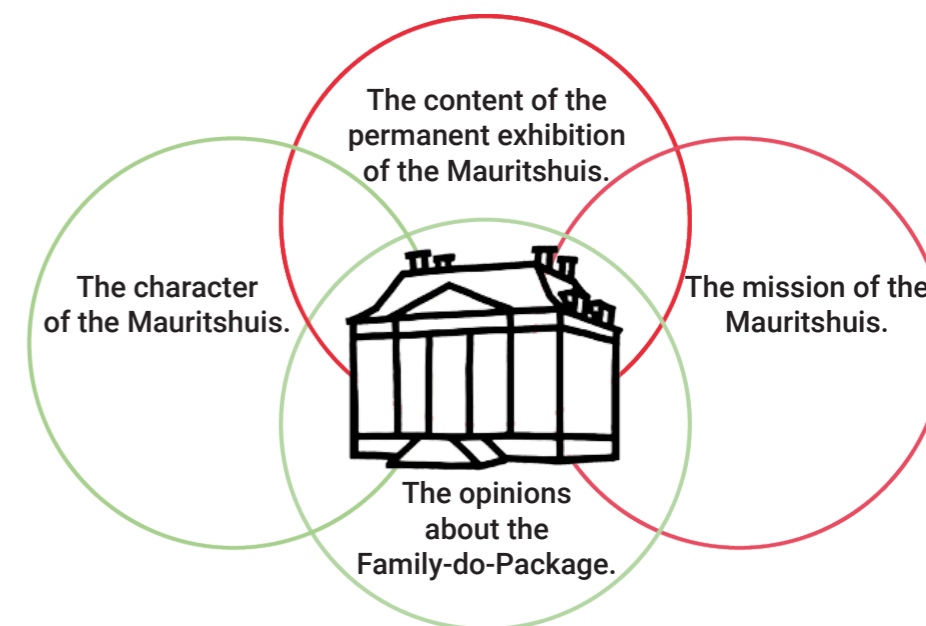 The content of the
permanent exhibition
of the Mauritshuis.
The character
of the Mauritshuis.
The mission of the
Mauritshuis.
The opinions
about the
Family-do-Package.